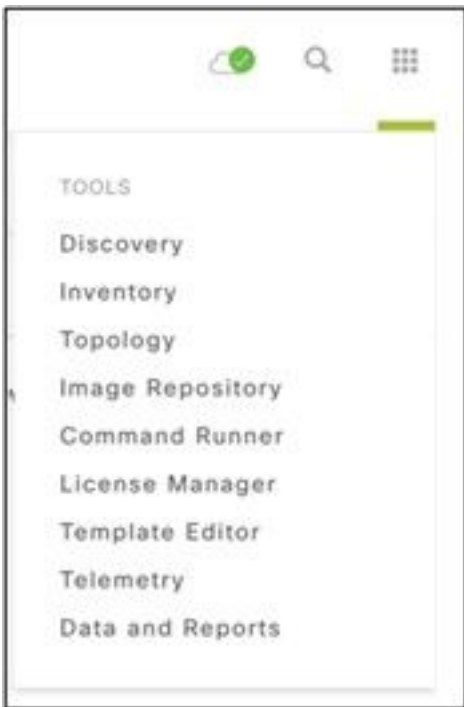 TOOLS
Discovery
Inventory
Topology
Image Repository
Command Runner
License Manager
Template Editor
Telemetry
Data and Reports